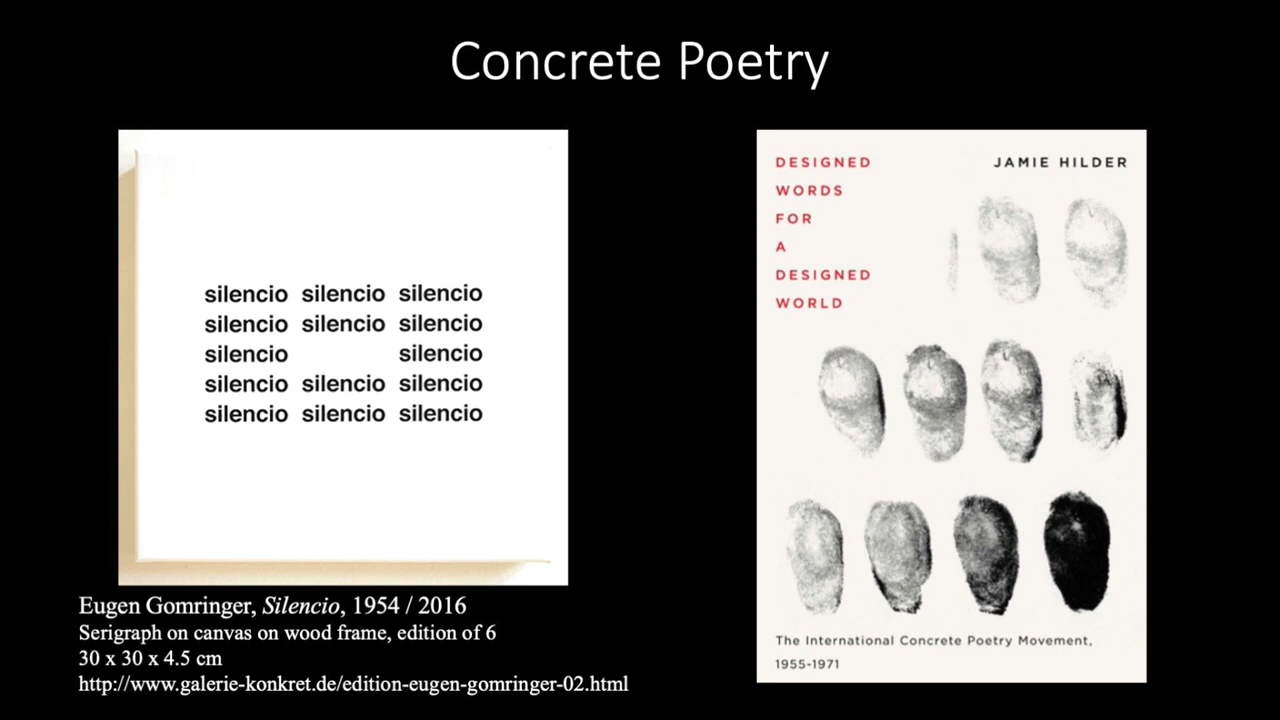 Concrete Poetry
silencio silencio silencio
silencio silencio silencio
silencio silencio
silencio silencio silencio
silencio silencio silencio
Eugen Gomringer, Silencio, 1954 / 2016
Serigraph on canvas on wood frame, edition of 6
30 x 30 x 4.5 cm
http://www.galerie-konkret.de/edition-eugen-gomringer-02.html
DESIGNED
WORDS
FOR
A
DESIGNED
WORLD
JAMIE HILDER
The International Concrete Poetry Movement,
1955-1971